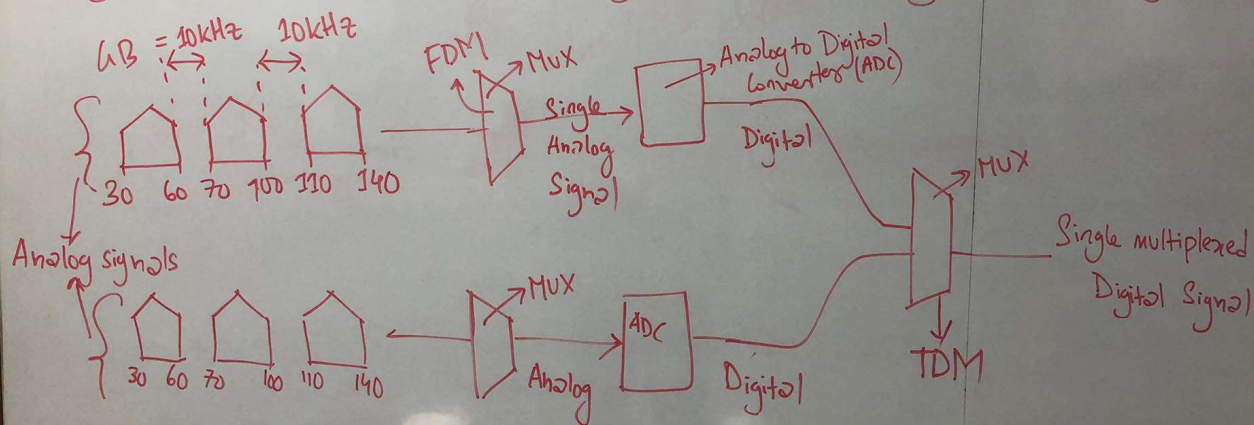 GB = 10kHz 10kHz
FDM
MUX
Analog to Digital
Converter (ADC)
Single
Analog
Signal
Digital
30 60 70 100 110 140
MUX
Analog signals
Single multiplexed
Digital Signal
MUX
ADC
30 60 70 100 110 140
Analog
Digital
TDM